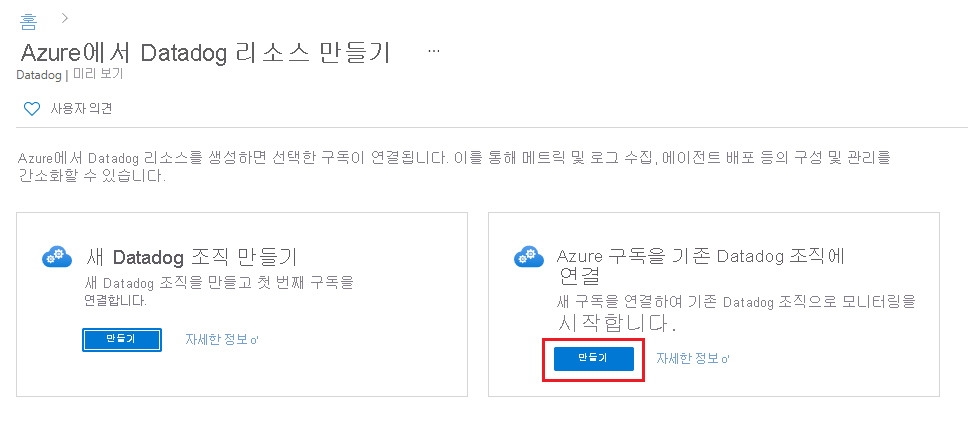 홈 >
Azure에서 Datadog 리소스 만들기 ...
Datadog | 미리 보기
사용자 의견
Azure에서 Datadog 리소스를 생성하면 선택한 구독이 연결됩니다. 이를 통해 메트릭 및 로그 수집, 에이전트 배포 등의 구성 및 관리를
간소화할 수 있습니다.
새 Datadog 조직 만들기
새 Datadog 조직을 만들고 첫 번째 구독을
연결합니다.
만들기 자세한 정보
Azure 구독을 기존 Datadog 조직에
연결
새 구독을 연결하여 기존 Datadog 조직으로 모니터링을
시작합니다.
만들기 자세한 정보